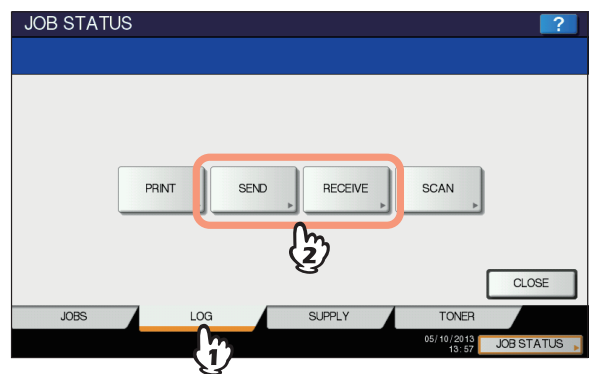 JOB STATUS ?
PRINT SEND RECEIVE SCAN
2
CLOSE
JOBS LOG SUPPLY TONER
1
05/10/2013
13:57 JOB STATUS